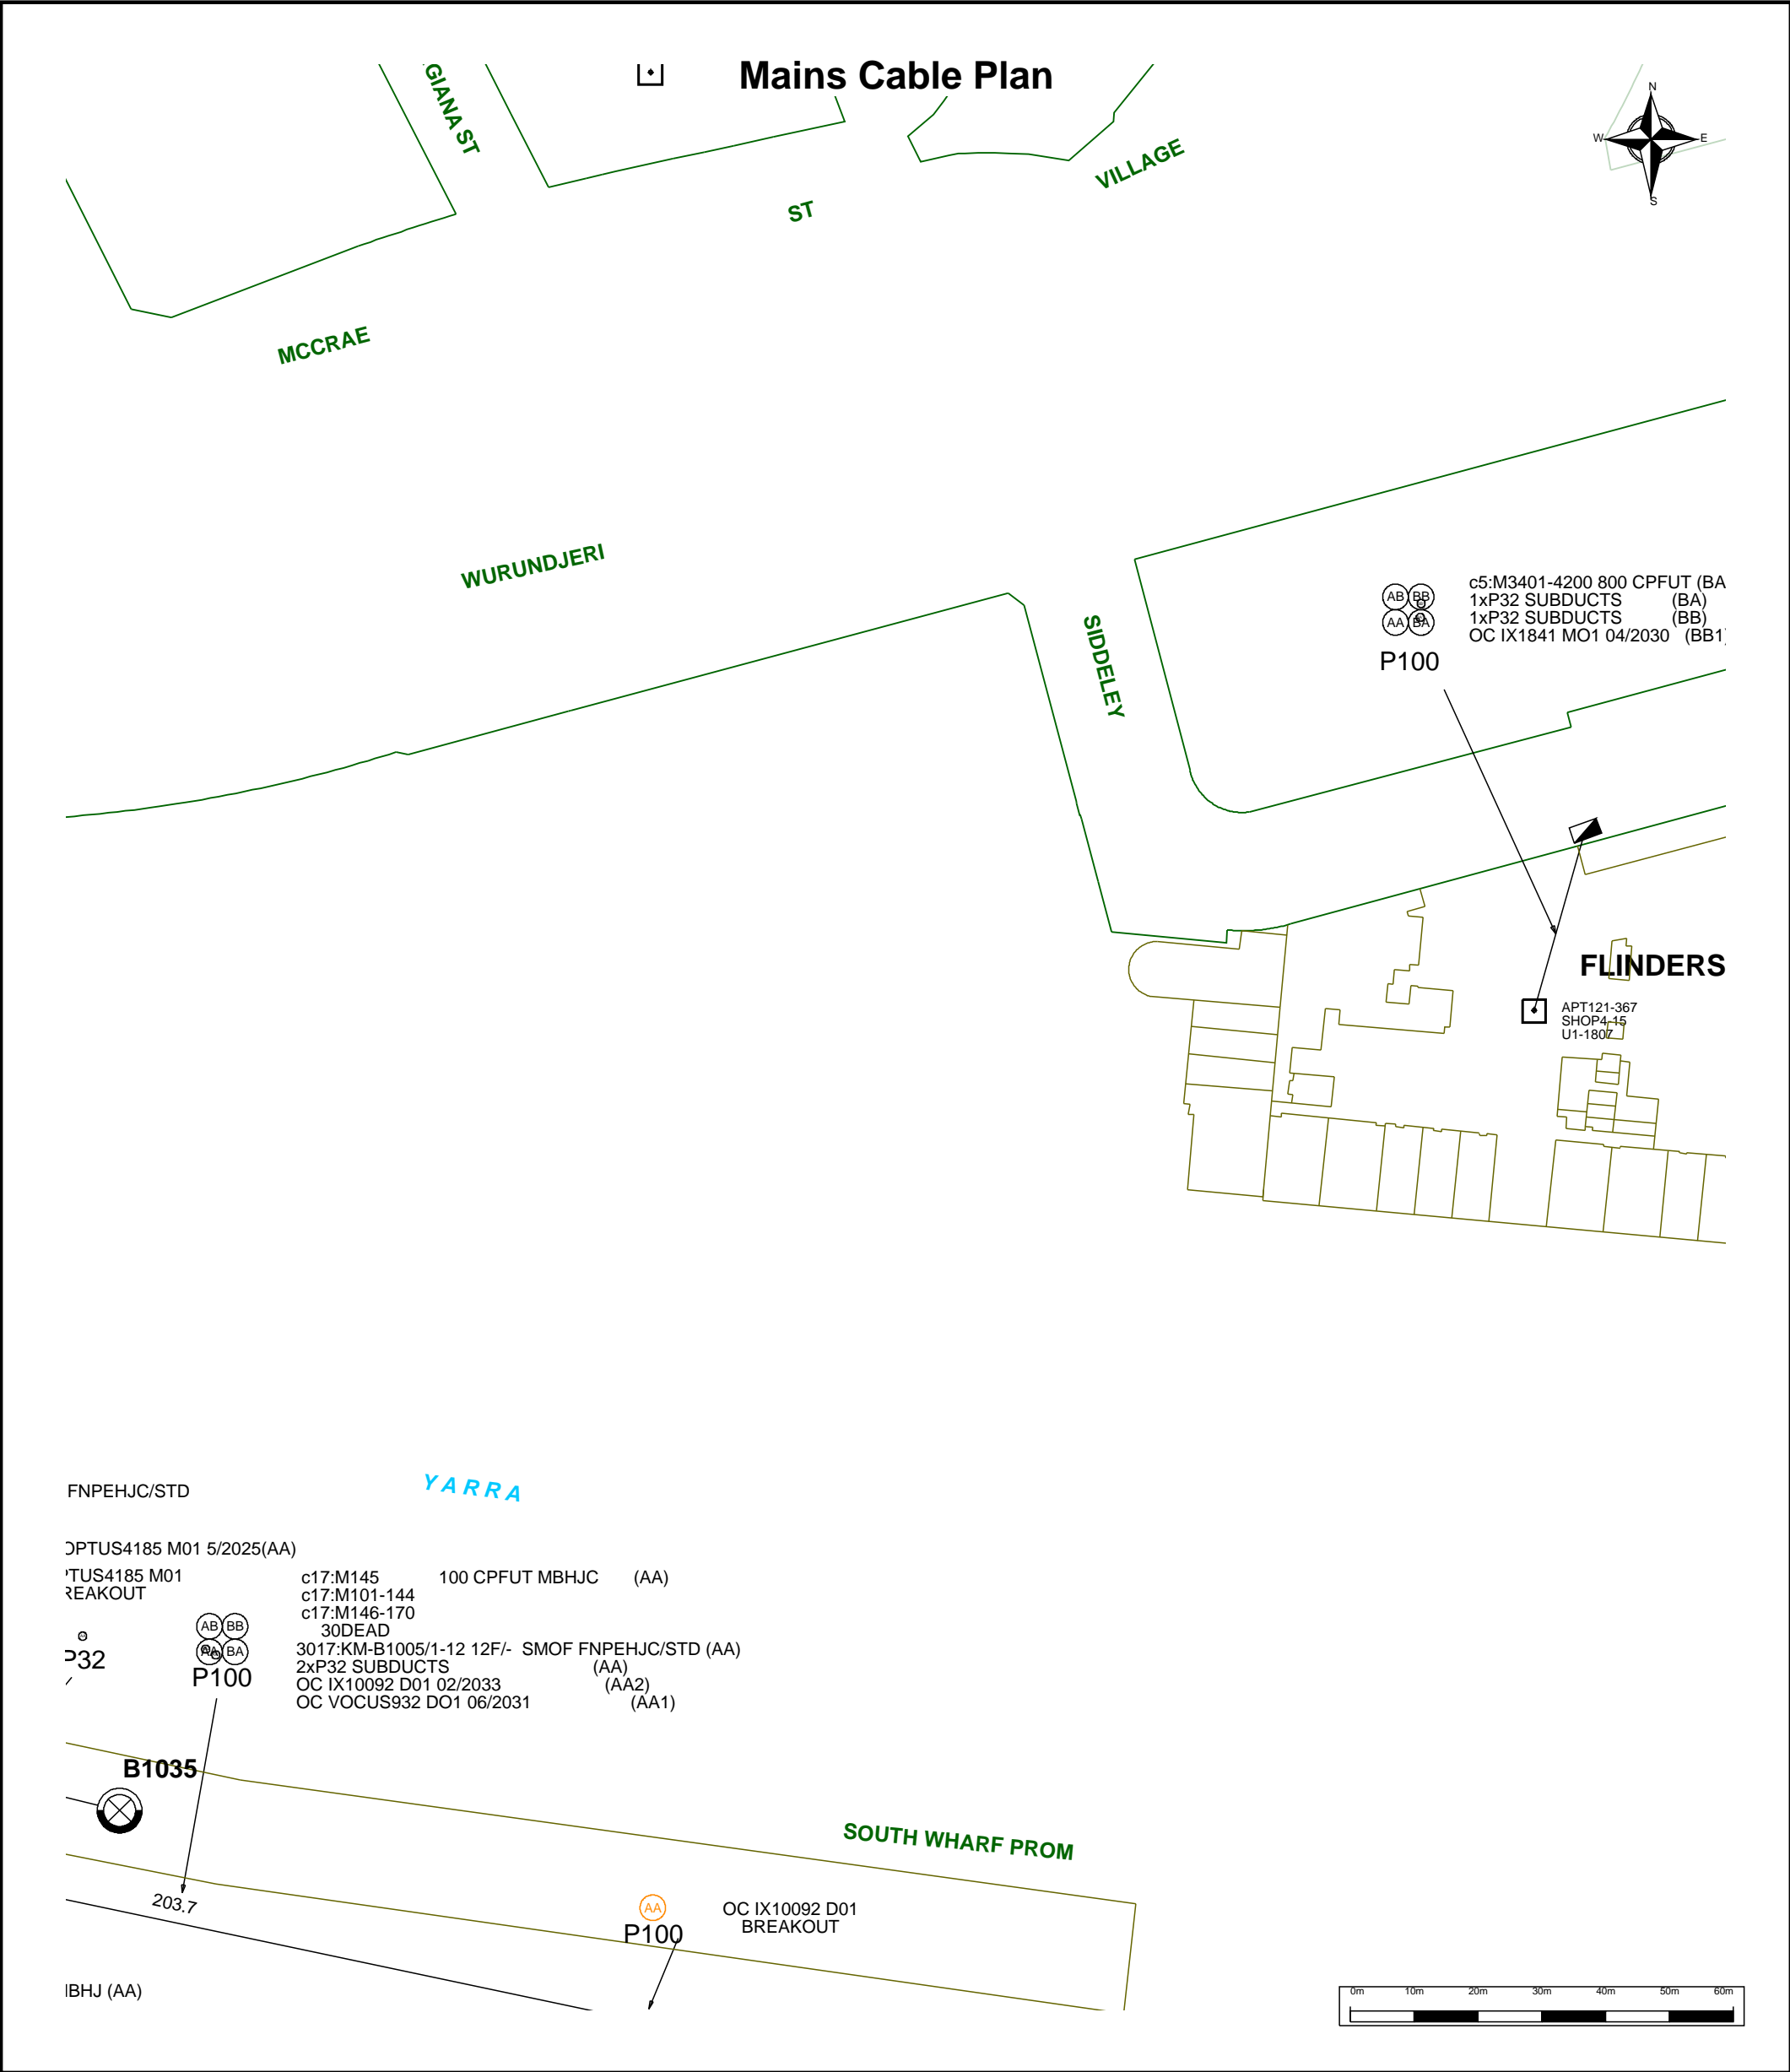 Mains Cable Plan
GIANA ST
N
W
E
S
VILLAGE
ST
MCCRAE
WURUNDJERI
SIDDELEY
c5:M3401-4200 800 CPFUT (BA
AB BB
1xP32 SUBDUCTS (BA)
1xP32 SUBDUCTS (BB)
AA BA
OC IX1841 MO1 04/2030 (BB1)
P100
FLINDERS
APT121-367
SHOP4-15
U1-1807
YARRA
FNPEHJC/STD
OPTUS4185 M01 5/2025(AA)
PTUS4185 M01
REAKOUT
c17:M145 100 CPFUT MBHJC (AA)
c17:M101-144
c17:M146-170
30DEAD
AB BB
3017:KM-B1005/1-12 12F/- SMOF FNPEHJC/STD (AA)
AA BA
P32
2xP32 SUBDUCTS (AA)
P100
OC IX10092 D01 02/2033 (AA2)
OC VOCUS932 DO1 06/2031 (AA1)
B1035
SOUTH WHARF PROM
203.7
AA
OC IX10092 D01
BREAKOUT
P100
IBHJ (AA)
0m 10m 20m 30m 40m 50m 60m